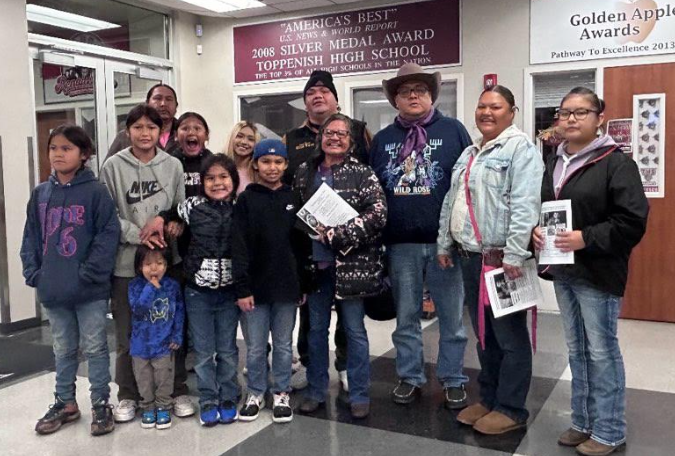 "AMERICA'S BEST"
U.S. NEWS & WORLD REPORT
2008 SILVER MEDAL AWARD
TOPPENISH HIGH SCHOOL
THE TOP 3% OF ALL HIGH SCHOOLS IN THE NATION
Golden Apple
Awards
Pathway To Excellence 2013
NIKE
WILD ROSE